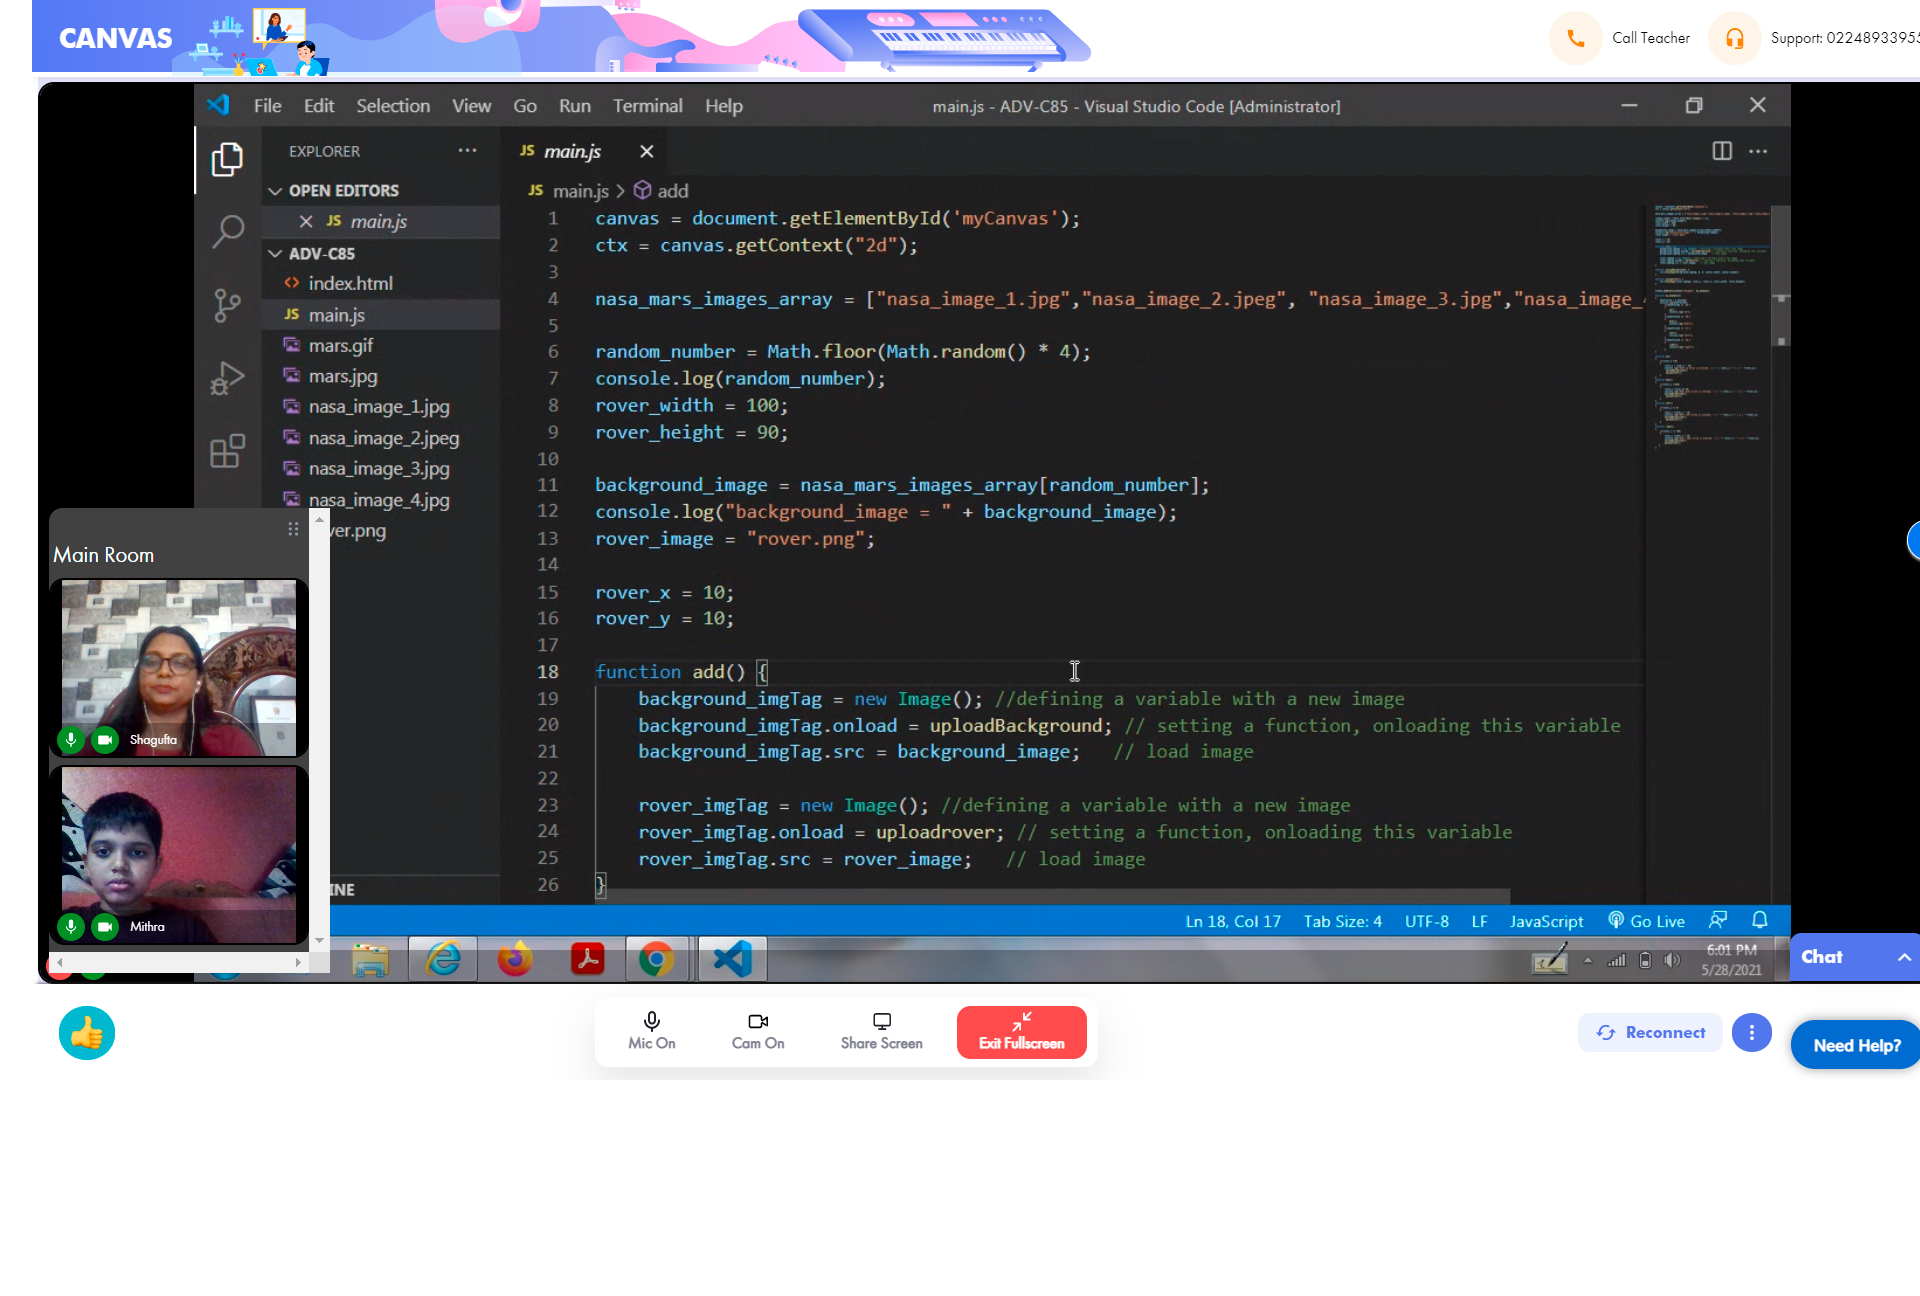 CANVAS
Call Teacher
Support: 02248933955
File Edit Selection View Go Run Terminal Help
main.js - ADV-C85 - Visual Studio Code [Administrator]
EXPLORER
OPEN EDITORS
JS main.js
ADV-C85
index.html
JS main.js
mars.gif
mars.jpg
nasa_image_1.jpg
nasa_image_2.jpeg
nasa_image_3.jpg
nasa_image_4.jpg
ver.png
INE
JS main.js
JS main.js > add
1 canvas = document.getElementById('myCanvas');
2 ctx = canvas.getContext("2d");
3
4 nasa_mars_images_array = ["nasa_image_1.jpg","nasa_image_2.jpeg", "nasa_image_3.jpg","nasa_image_
5
6 random_number = Math.floor(Math.random() * 4);
7 console.log(random_number);
8 rover_width = 100;
9 rover_height = 90;
10
11 background_image = nasa_mars_images_array[random_number];
12 console.log("background_image = " + background_image);
13 rover_image = "rover.png";
14
15 rover_x = 10;
16 rover_y = 10;
17
18 function add() {
19 background_imgTag = new Image(); //defining a variable with a new image
20 background_imgTag.onload = uploadBackground; // setting a function, onloading this variable
21 background_imgTag.src = background_image; // load image
22
23 rover_imgTag = new Image(); //defining a variable with a new image
24 rover_imgTag.onload = uploadrover; // setting a function, onloading this variable
25 rover_imgTag.src = rover_image; // load image
26 }
Main Room
Shagufta
Mithra
Ln 18, Col 17 Tab Size: 4 UTF-8 LF JavaScript Go Live
6:01 PM
5/28/2021
Chat
Mic On
Cam On
Share Screen
Exit Fullscreen
Reconnect
Need Help?